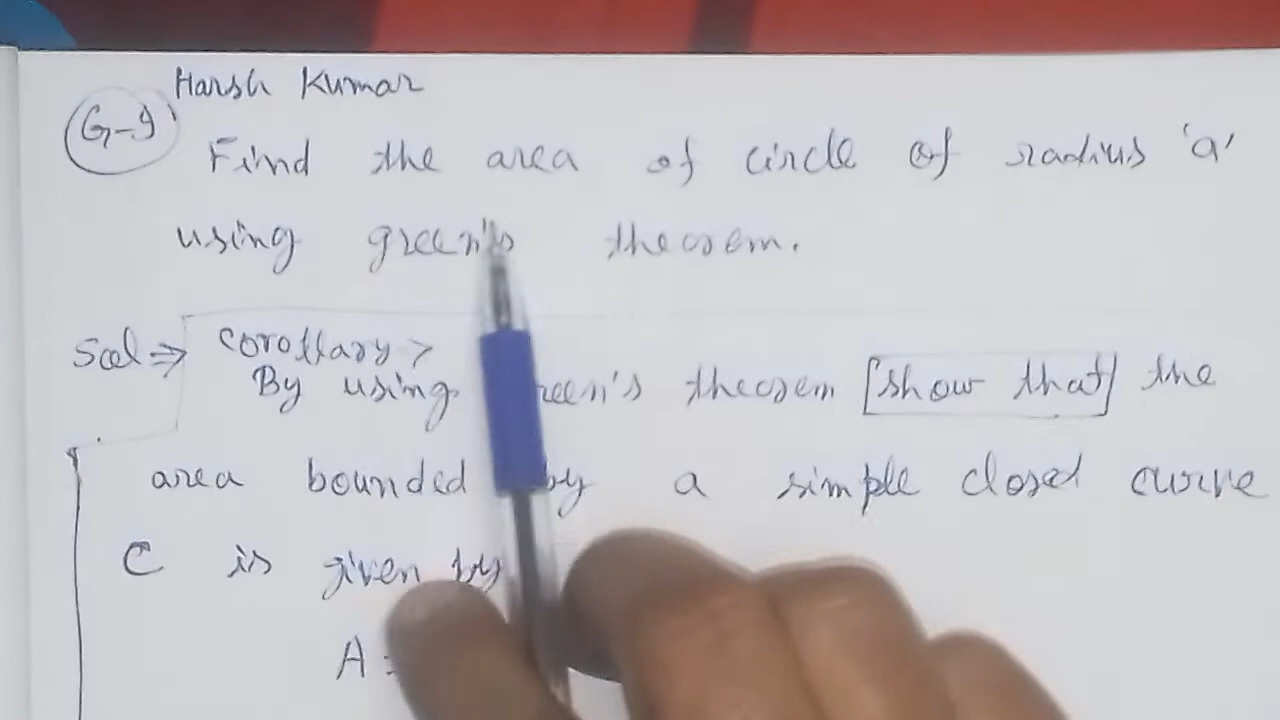 Harsh Kumar
G-9
Find the area of circle of radius 'a'
using green's theorem.
Sol⇒ corollary >
By using reen's theorem [show that] the
area bounded by a simple closed curve
C is given by
A =